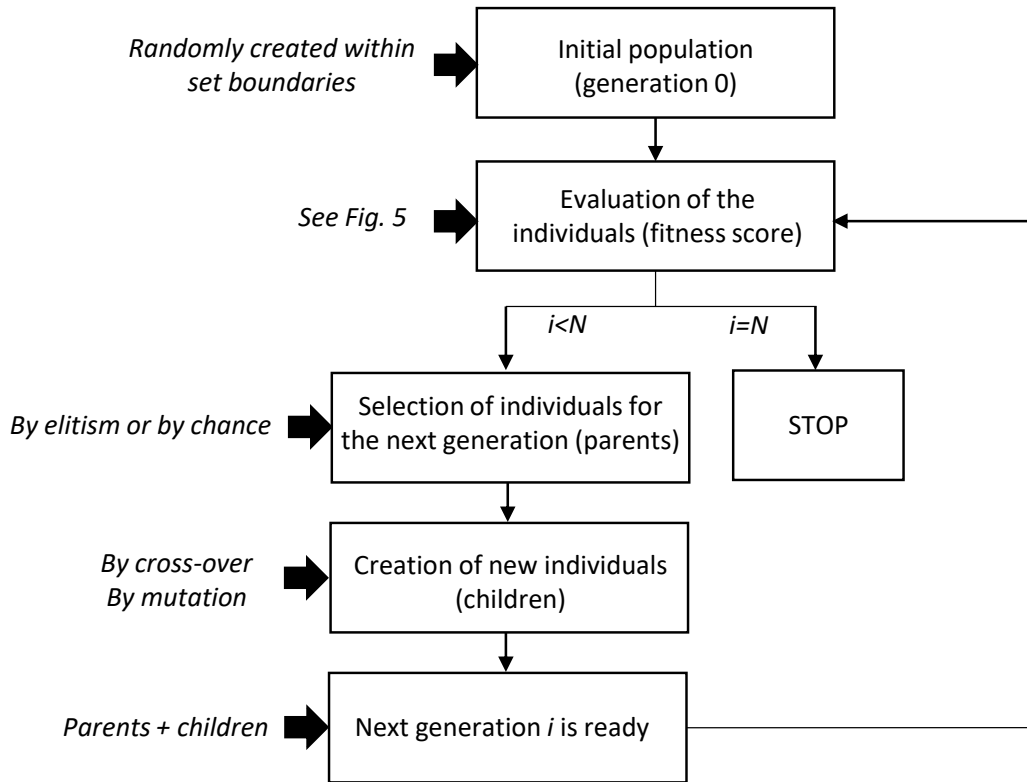 Randomly created within
set boundaries
Initial population
(generation 0)
See Fig. 5
Evaluation of the
individuals (fitness score)
i<N
i=N
By elitism or by chance
Selection of individuals for
the next generation (parents)
STOP
By cross-over
By mutation
Creation of new individuals
(children)
Parents + children
Next generation i is ready